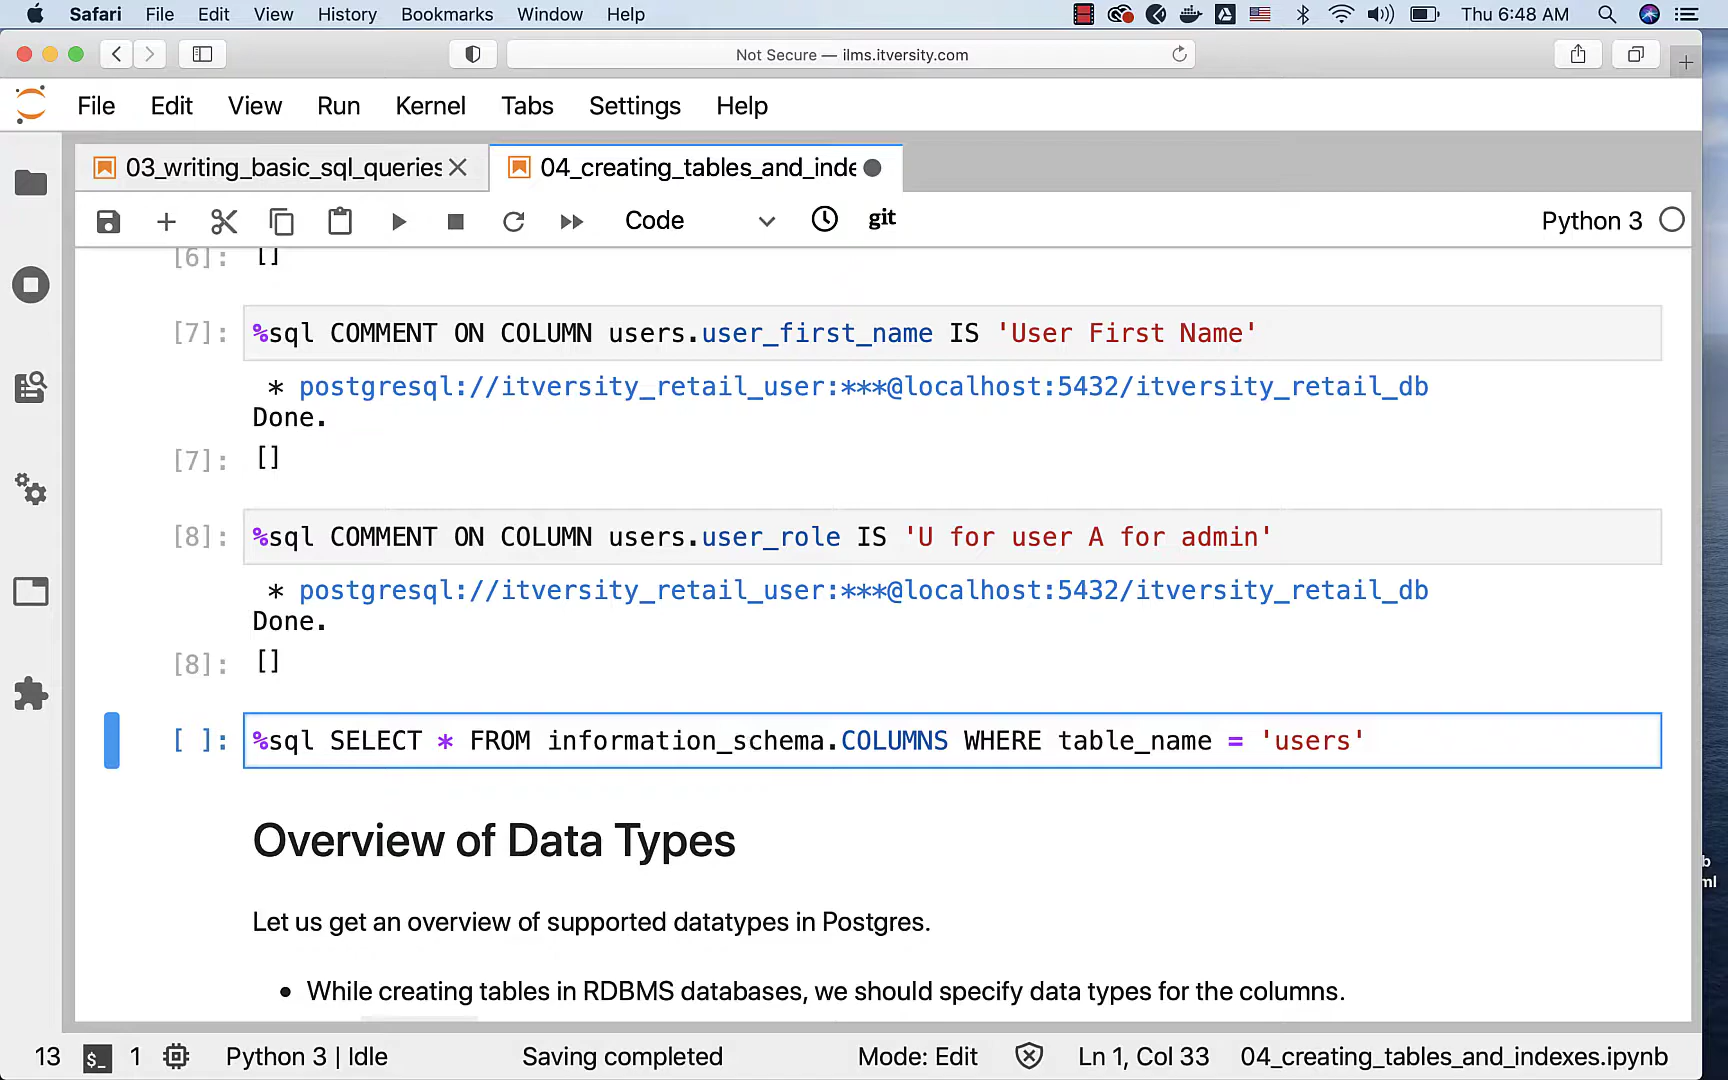 Safari File Edit View History Bookmarks Window Help Thu 6:48 AM
Not Secure — ilms.itversity.com
File Edit View Run Kernel Tabs Settings Help
03_writing_basic_sql_queries 04_creating_tables_and_inde
Code git Python 3
[6]: []
[7]: %sql COMMENT ON COLUMN users.user_first_name IS 'User First Name'
* postgresql://itversity_retail_user:***@localhost:5432/itversity_retail_db
Done.
[7]: []
[8]: %sql COMMENT ON COLUMN users.user_role IS 'U for user A for admin'
* postgresql://itversity_retail_user:***@localhost:5432/itversity_retail_db
Done.
[8]: []
[ ]: %sql SELECT * FROM information_schema.COLUMNS WHERE table_name = 'users'
Overview of Data Types
Let us get an overview of supported datatypes in Postgres.
• While creating tables in RDBMS databases, we should specify data types for the columns.
b
ml
13 $_ 1 Python 3 | Idle Saving completed Mode: Edit Ln 1, Col 33 04_creating_tables_and_indexes.ipynb